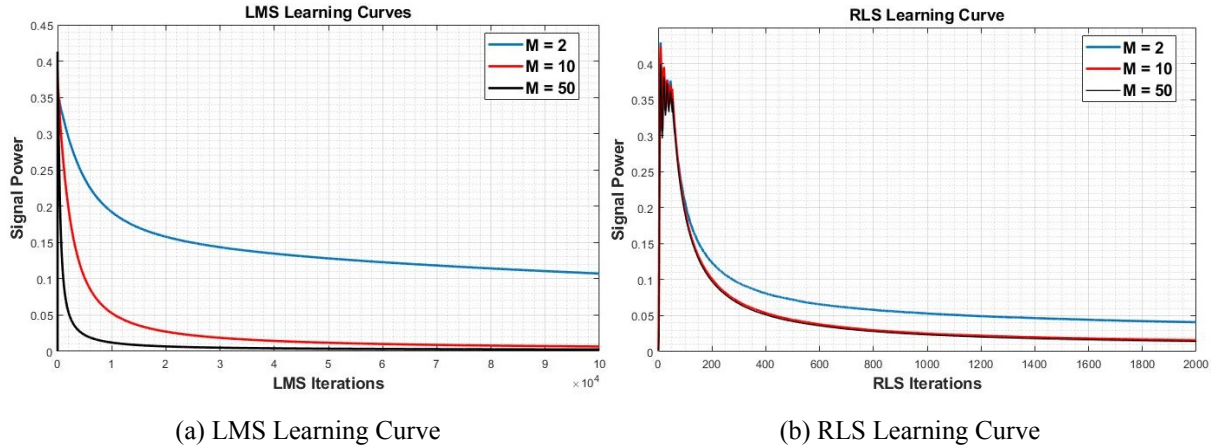 LMS Learning Curves
Signal Power
0.45
0.4
0.35
0.3
0.25
0.2
0.15
0.1
0.05
0
M = 2
M = 10
M = 50
0 1 2 3 4 5 6 7 8 9 10
×10⁴
LMS Iterations
(a) LMS Learning Curve
RLS Learning Curve
Signal Power
0.4
0.35
0.3
0.25
0.2
0.15
0.1
0.05
0
M = 2
M = 10
M = 50
0 200 400 600 800 1000 1200 1400 1600 1800 2000
RLS Iterations
(b) RLS Learning Curve